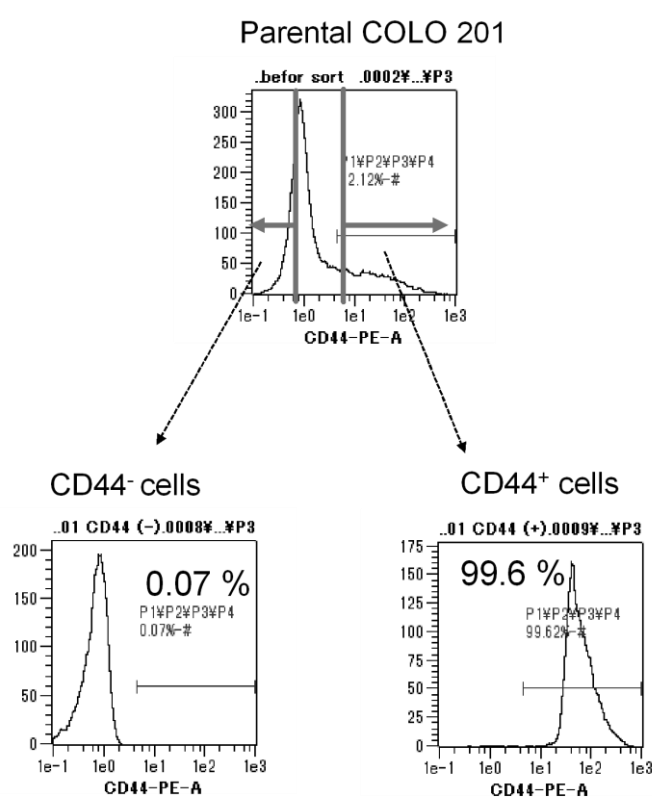 Parental COLO 201
..befor sort .0002¥...¥P3
300
250
200
150
100
50
0
1¥P2¥P3¥P4
2.12%-#
1e-1 1e0 1e1 1e2 1e3
CD44-PE-A
CD44- cells
..01 CD44 (-).0008¥...¥P3
200
150
100
50
0
0.07 %
P1¥P2¥P3¥P4
0.07%-#
1e-1 1e0 1e1 1e2 1e3
CD44-PE-A
CD44+ cells
..01 CD44 (+).0009¥...¥P3
175
150
125
100
75
50
25
0
99.6 %
P1¥P2¥P3¥P4
99.62%-#
1e-1 1e0 1e1 1e2 1e3
CD44-PE-A